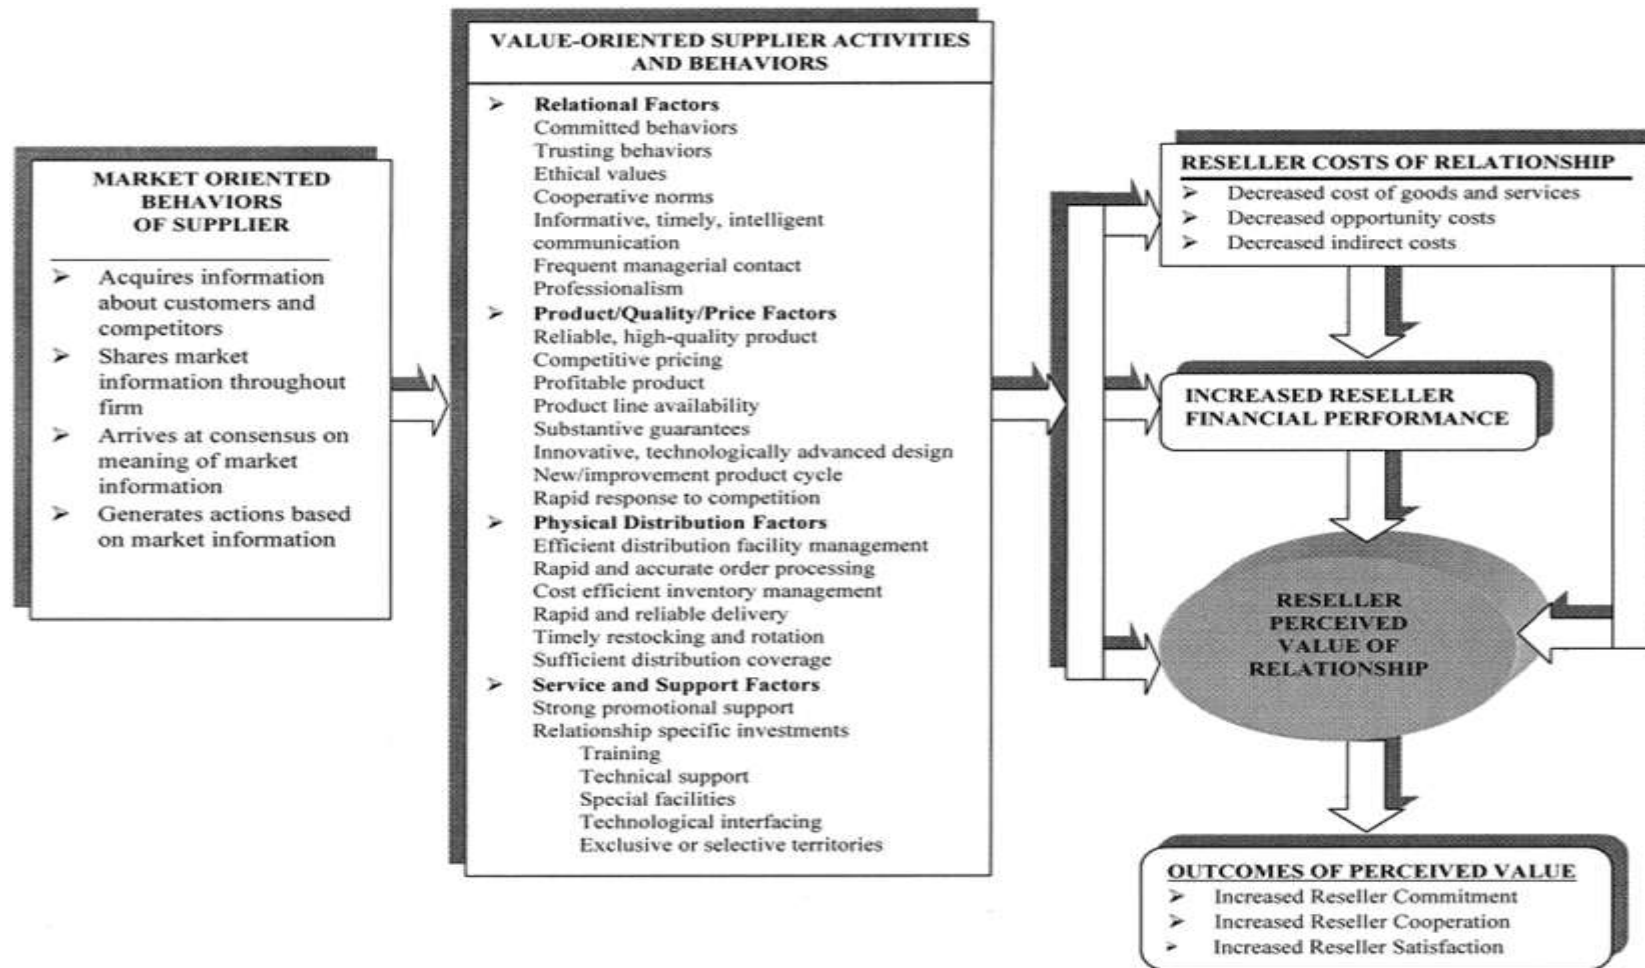 MARKET ORIENTED
BEHAVIORS
OF SUPPLIER
➢ Acquires information
about customers and
competitors
➢ Shares market
information throughout
firm
➢ Arrives at consensus on
meaning of market
information
➢ Generates actions based
on market information
VALUE-ORIENTED SUPPLIER ACTIVITIES
AND BEHAVIORS
➢ Relational Factors
Committed behaviors
Trusting behaviors
Ethical values
Cooperative norms
Informative, timely, intelligent
communication
Frequent managerial contact
Professionalism
➢ Product/Quality/Price Factors
Reliable, high-quality product
Competitive pricing
Profitable product
Product line availability
Substantive guarantees
Innovative, technologically advanced design
New/improvement product cycle
Rapid response to competition
➢ Physical Distribution Factors
Efficient distribution facility management
Rapid and accurate order processing
Cost efficient inventory management
Rapid and reliable delivery
Timely restocking and rotation
Sufficient distribution coverage
➢ Service and Support Factors
Strong promotional support
Relationship specific investments
Training
Technical support
Special facilities
Technological interfacing
Exclusive or selective territories
RESELLER COSTS OF RELATIONSHIP
➢ Decreased cost of goods and services
➢ Decreased opportunity costs
➢ Decreased indirect costs
INCREASED RESELLER
FINANCIAL PERFORMANCE
RESELLER
PERCEIVED
VALUE OF
RELATIONSHIP
OUTCOMES OF PERCEIVED VALUE
➢ Increased Reseller Commitment
➢ Increased Reseller Cooperation
➢ Increased Reseller Satisfaction